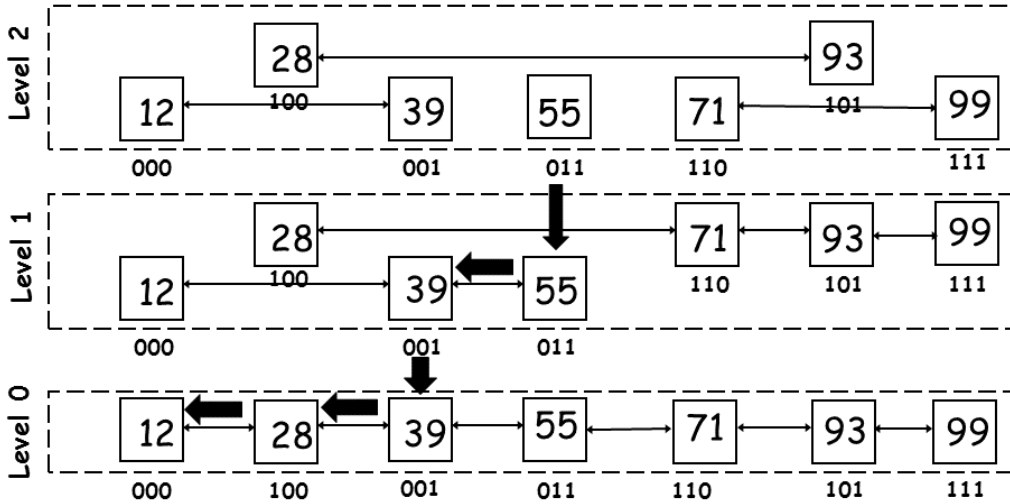 Level 2
28 93
100 101
12 39 55 71 99
000 001 011 110 111
Level 1
28 71 93 99
100 110 101 111
12 39 55
000 001 011
Level 0
12 28 39 55 71 93 99
000 100 001 011 110 101 111